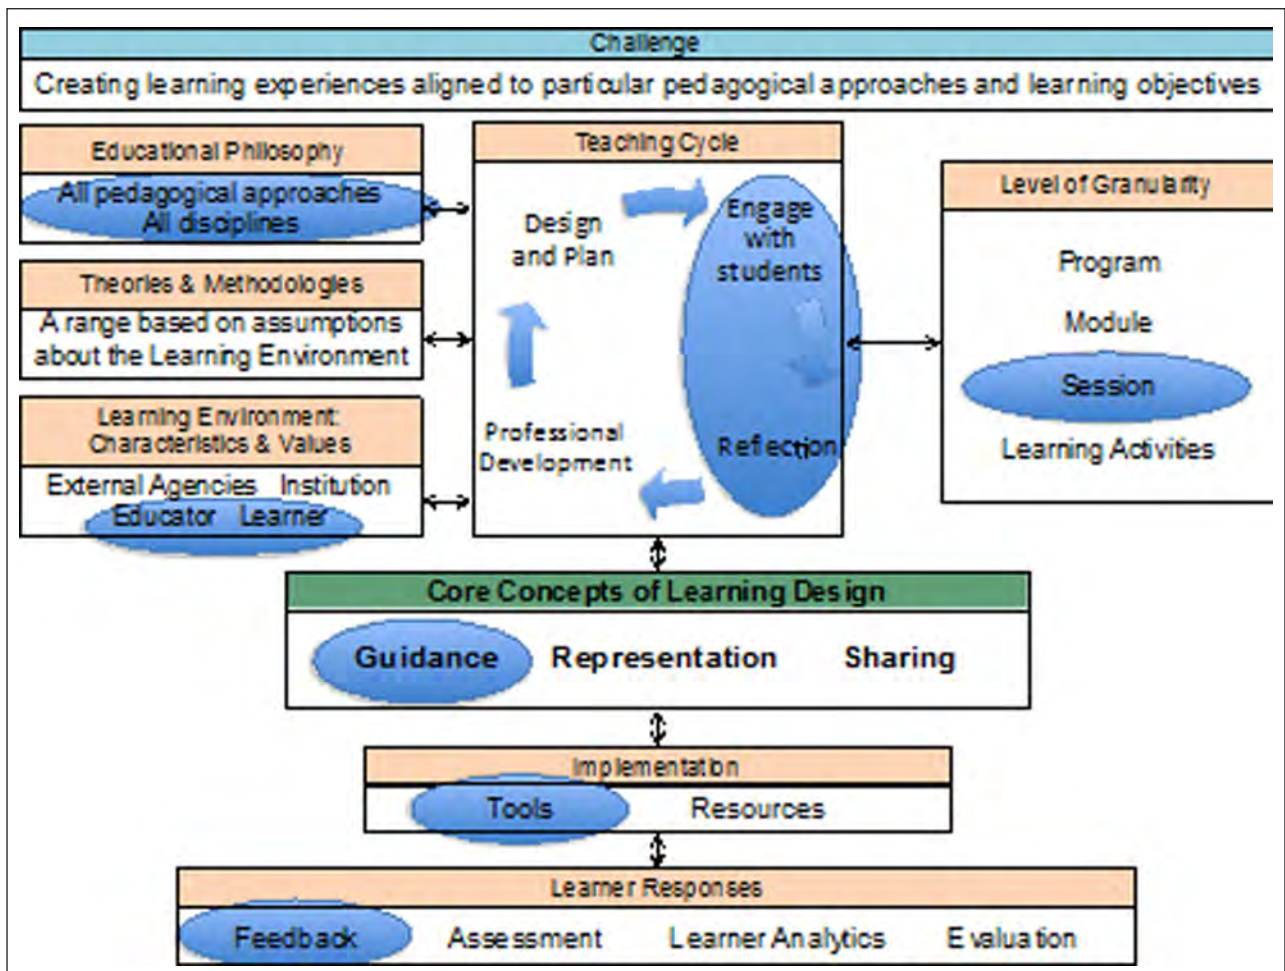 Challenge
Creating learning experiences aligned to particular pedagogical approaches and learning objectives
Educational Philosophy
All pedagogical approaches
All disciplines
Theories & Methodologies
A range based on assumptions
about the Learning Environment
Learning Environment:
Characteristics & Values
External Agencies Institution
Educator Learner
Teaching Cycle
Design
and Plan
Engage
with
students
Reflection
Professional
Development
Level of Granularity
Program
Module
Session
Learning Activities
Core Concepts of Learning Design
Guidance Representation Sharing
Implementation
Tools Resources
Learner Responses
Feedback Assessment Learner Analytics Evaluation